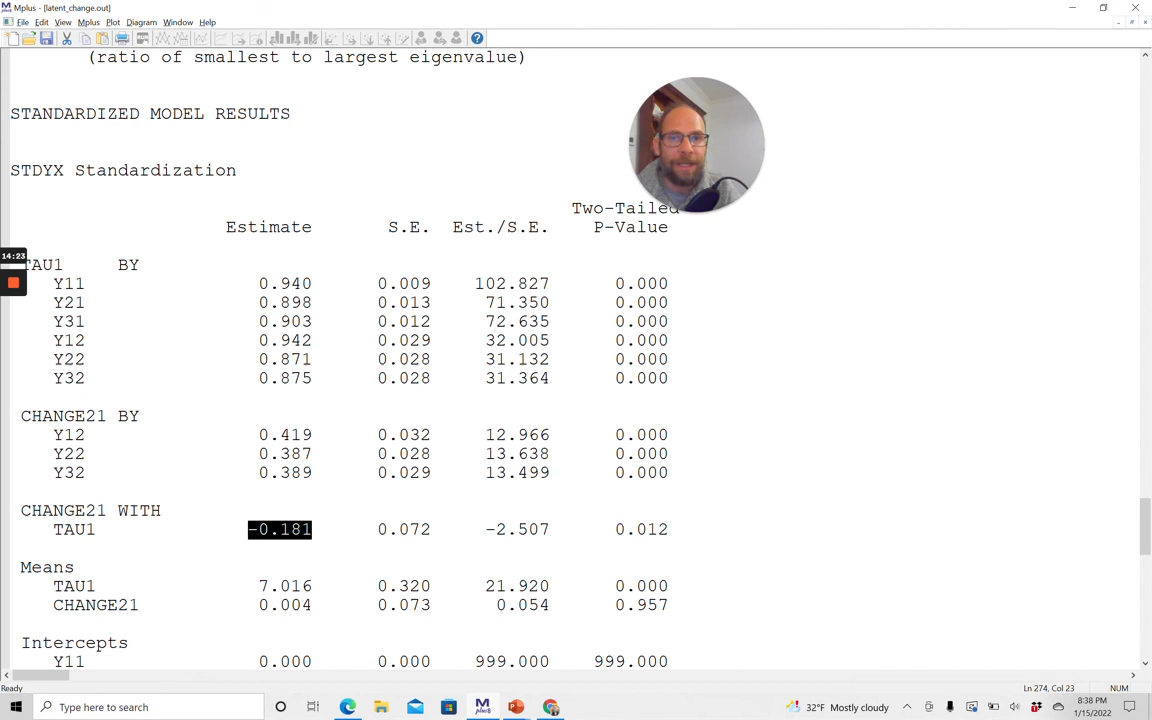 Mplus - [latent_change.out]
File Edit View Mplus Plot Diagram Window Help
(ratio of smallest to largest eigenvalue)
STANDARDIZED MODEL RESULTS
STDYX Standardization
Two-Tailed
Estimate S.E. Est./S.E. P-Value
14:23
TAU1 BY
Y11 0.940 0.009 102.827 0.000
Y21 0.898 0.013 71.350 0.000
Y31 0.903 0.012 72.635 0.000
Y12 0.942 0.029 32.005 0.000
Y22 0.871 0.028 31.132 0.000
Y32 0.875 0.028 31.364 0.000
CHANGE21 BY
Y12 0.419 0.032 12.966 0.000
Y22 0.387 0.028 13.638 0.000
Y32 0.389 0.029 13.499 0.000
CHANGE21 WITH
TAU1 -0.181 0.072 -2.507 0.012
Means
TAU1 7.016 0.320 21.920 0.000
CHANGE21 0.004 0.073 0.054 0.957
Intercepts
Y11 0.000 0.000 999.000 999.000
Ready Ln 274, Col 23 NUM
Type here to search
32°F Mostly cloudy
8:38 PM
1/15/2022